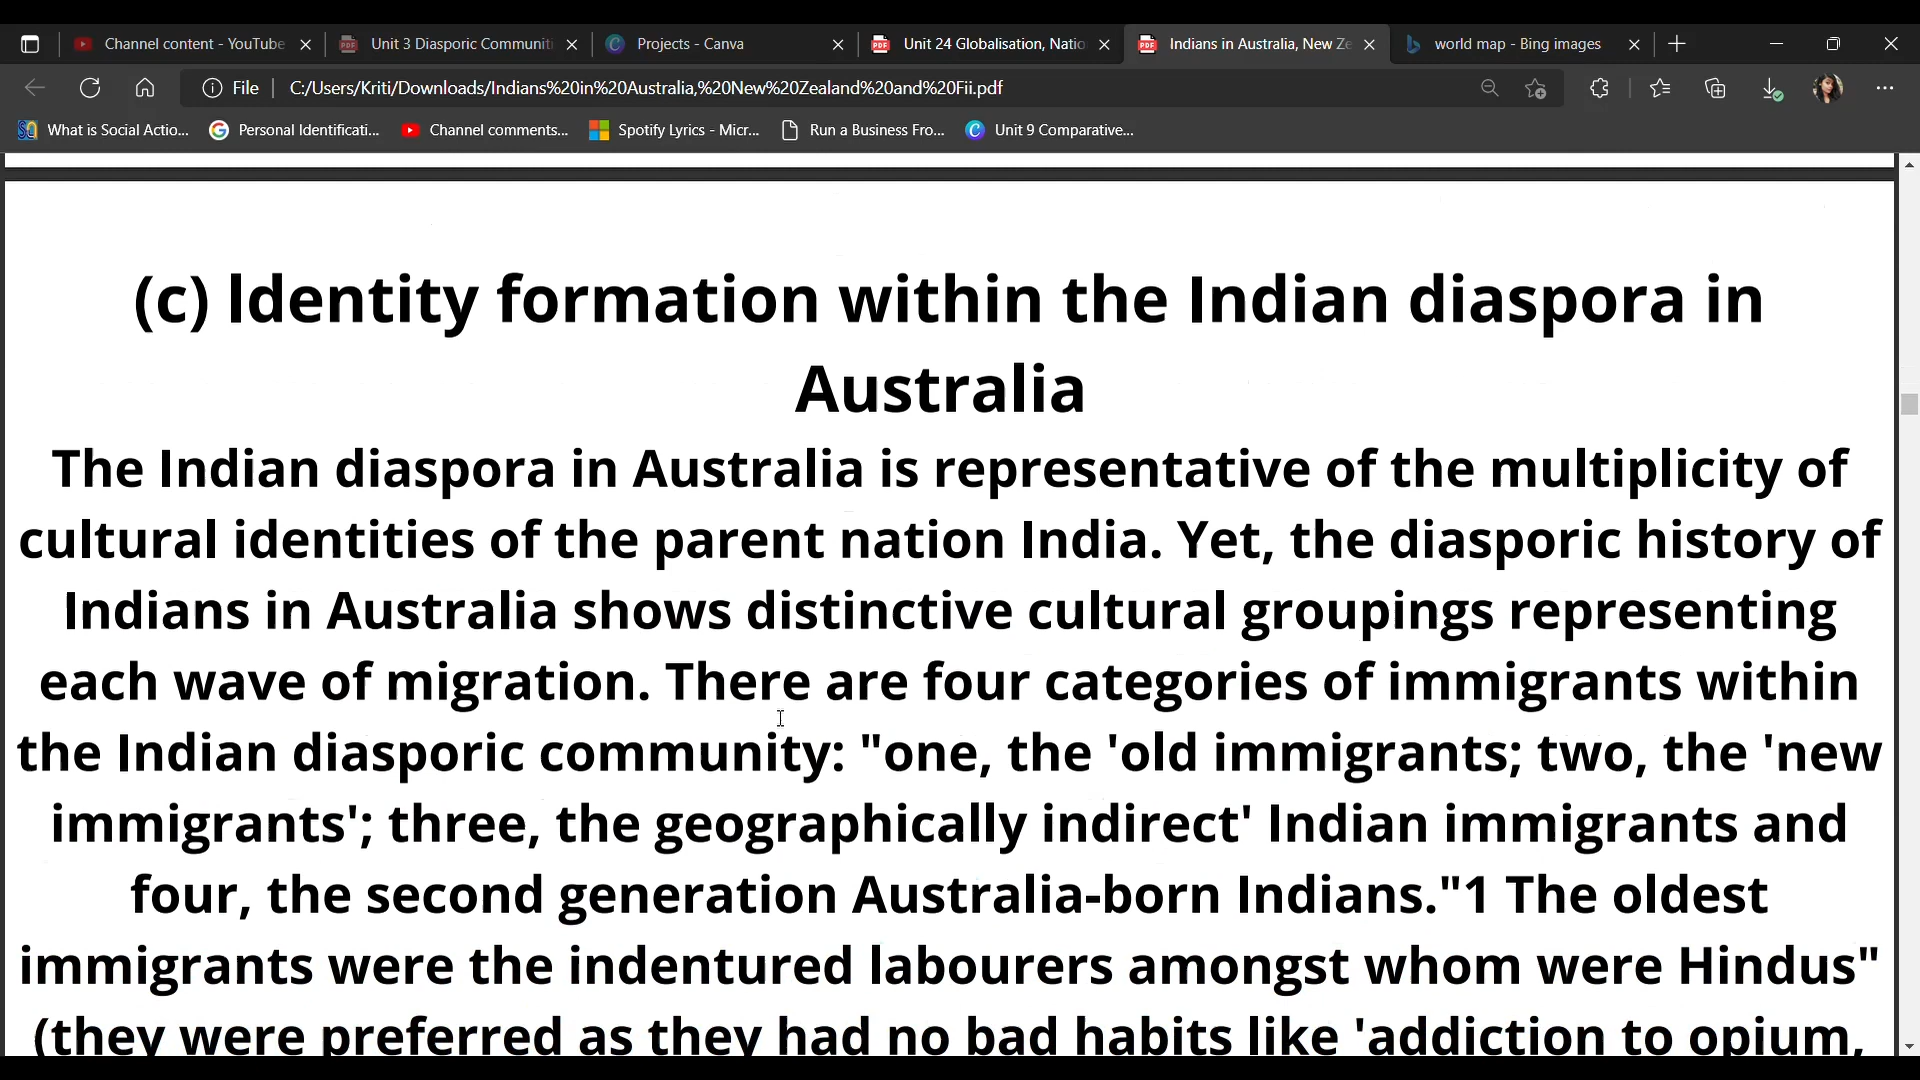 Channel content - YouTube
Unit 3 Diasporic Communiti
Projects - Canva
Unit 24 Globalisation, Natio
Indians in Australia, New Ze
world map - Bing images
File
C:/Users/Kriti/Downloads/Indians%20in%20Australia,%20New%20Zealand%20and%20Fii.pdf
What is Social Actio...
Personal Identificati...
Channel comments...
Spotify Lyrics - Micr...
Run a Business Fro...
Unit 9 Comparative...
(c) ldentity formation within the Indian diaspora in
Australia
The Indian diaspora in Australia is representative of the multiplicity of
cultural identities of the parent nation India. Yet, the diasporic history of
Indians in Australia shows distinctive cultural groupings representing
each wave of migration. There are four categories of immigrants within
the Indian diasporic community: "one, the 'old immigrants; two, the 'new
immigrants'; three, the geographically indirect' Indian immigrants and
four, the second generation Australia-born Indians."1 The oldest
immigrants were the indentured labourers amongst whom were Hindus"
(they were preferred as they had no bad habits like 'addiction to opium,